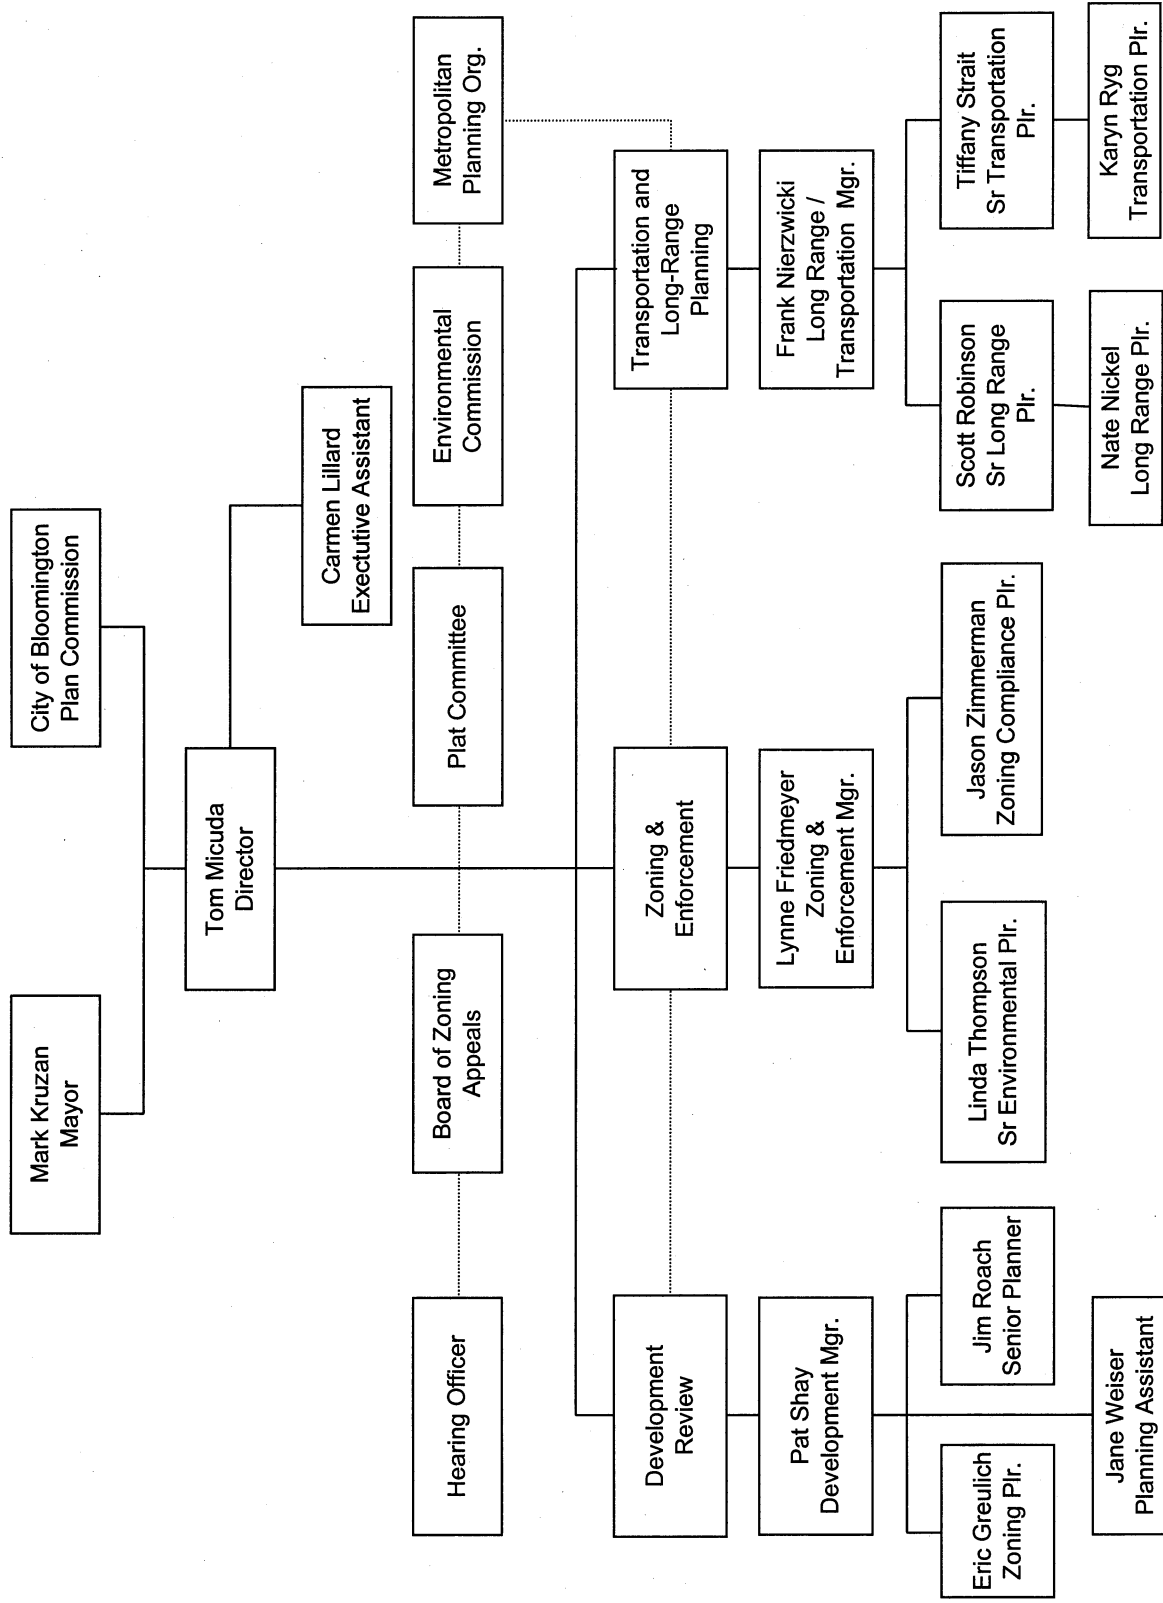 Mark Kruzan
Mayor
City of Bloomington
Plan Commission
Tom Micuda
Director
Carmen Lillard
Exectutive Assistant
Hearing Officer
Board of Zoning
Appeals
Plat Committee
Environmental
Commission
Metropolitan
Planning Org.
Development
Review
Zoning &
Enforcement
Transportation and
Long-Range
Planning
Pat Shay
Development Mgr.
Lynne Friedmeyer
Zoning &
Enforcement Mgr.
Frank Nierzwicki
Long Range /
Transportation Mgr.
Eric Greulich
Zoning Plr.
Jim Roach
Senior Planner
Linda Thompson
Sr Environmental Plr.
Jason Zimmerman
Zoning Compliance Plr.
Scott Robinson
Sr Long Range
Plr.
Tiffany Strait
Sr Transportation
Plr.
Jane Weiser
Planning Assistant
Nate Nickel
Long Range Plr.
Karyn Ryg
Transportation Plr.